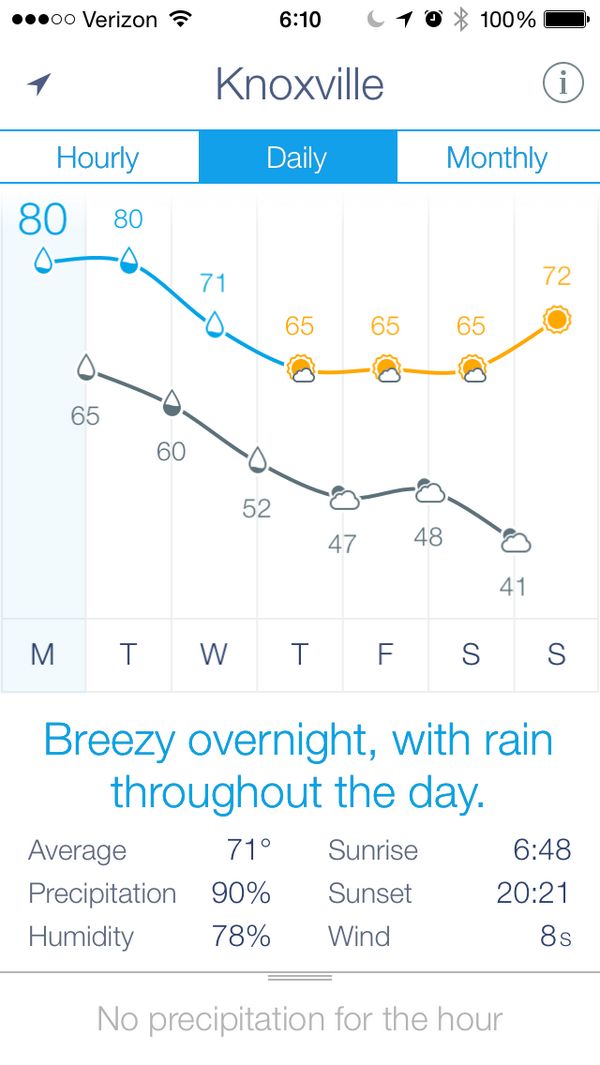 Verizon 6:10 100%
Knoxville i
Hourly Daily Monthly
80 80 71 65 65 65 72
65 60 52 47 48 41
M T W T F S S
Breezy overnight, with rain
throughout the day.
Average 71° Sunrise 6:48
Precipitation 90% Sunset 20:21
Humidity 78% Wind 8s
No precipitation for the hour